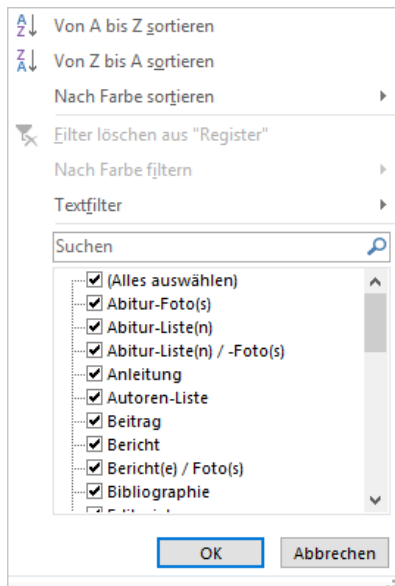 Von A bis Z sortieren
Von Z bis A sortieren
Nach Farbe sortieren
Filter löschen aus "Register"
Nach Farbe filtern
Textfilter
Suchen
(Alles auswählen)
Abitur-Foto(s)
Abitur-Liste(n)
Abitur-Liste(n) / -Foto(s)
Anleitung
Autoren-Liste
Beitrag
Bericht
Bericht(e) / Foto(s)
Bibliographie
OK Abbrechen